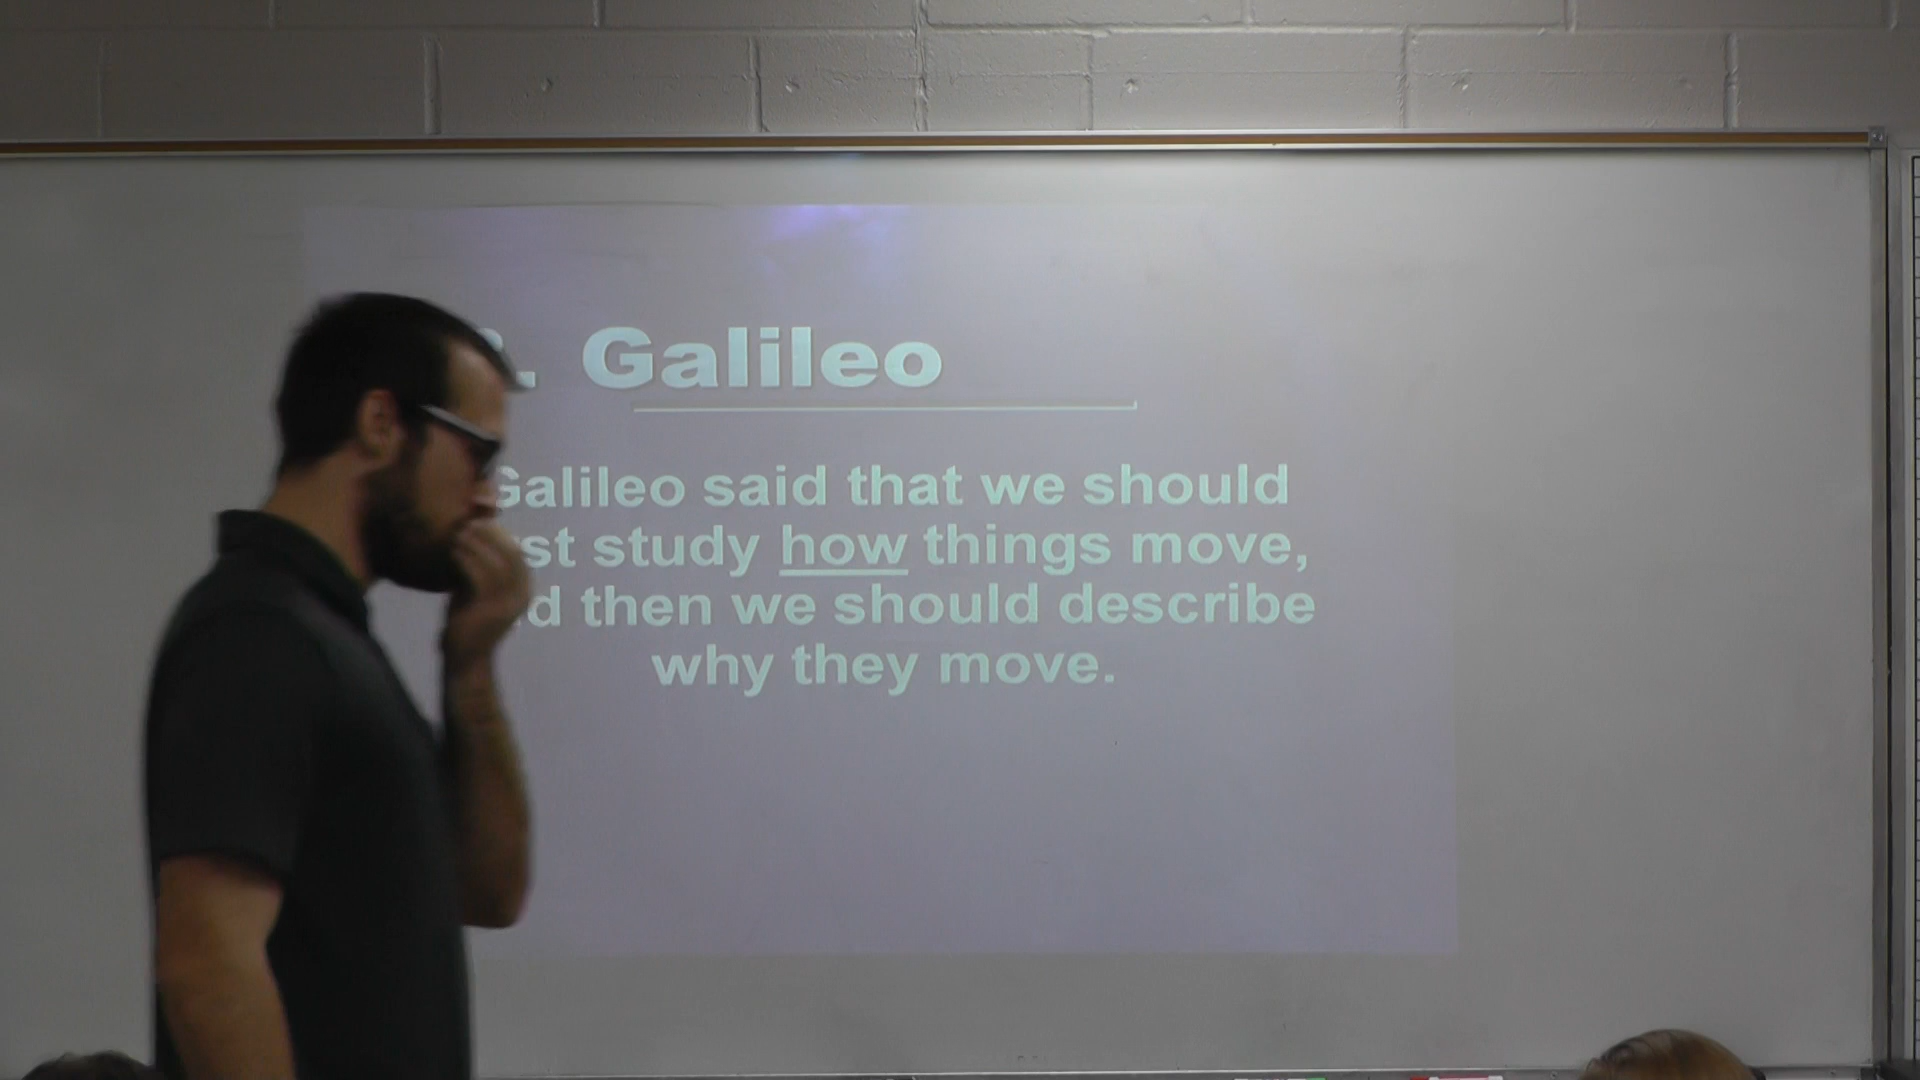 . Galileo
Galileo said that we should
st study how things move,
d then we should describe
why they move.